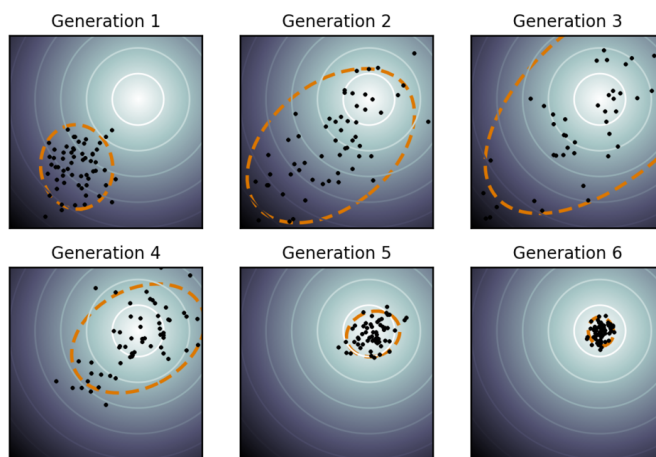 Generation 1
Generation 2
Generation 3
Generation 4
Generation 5
Generation 6